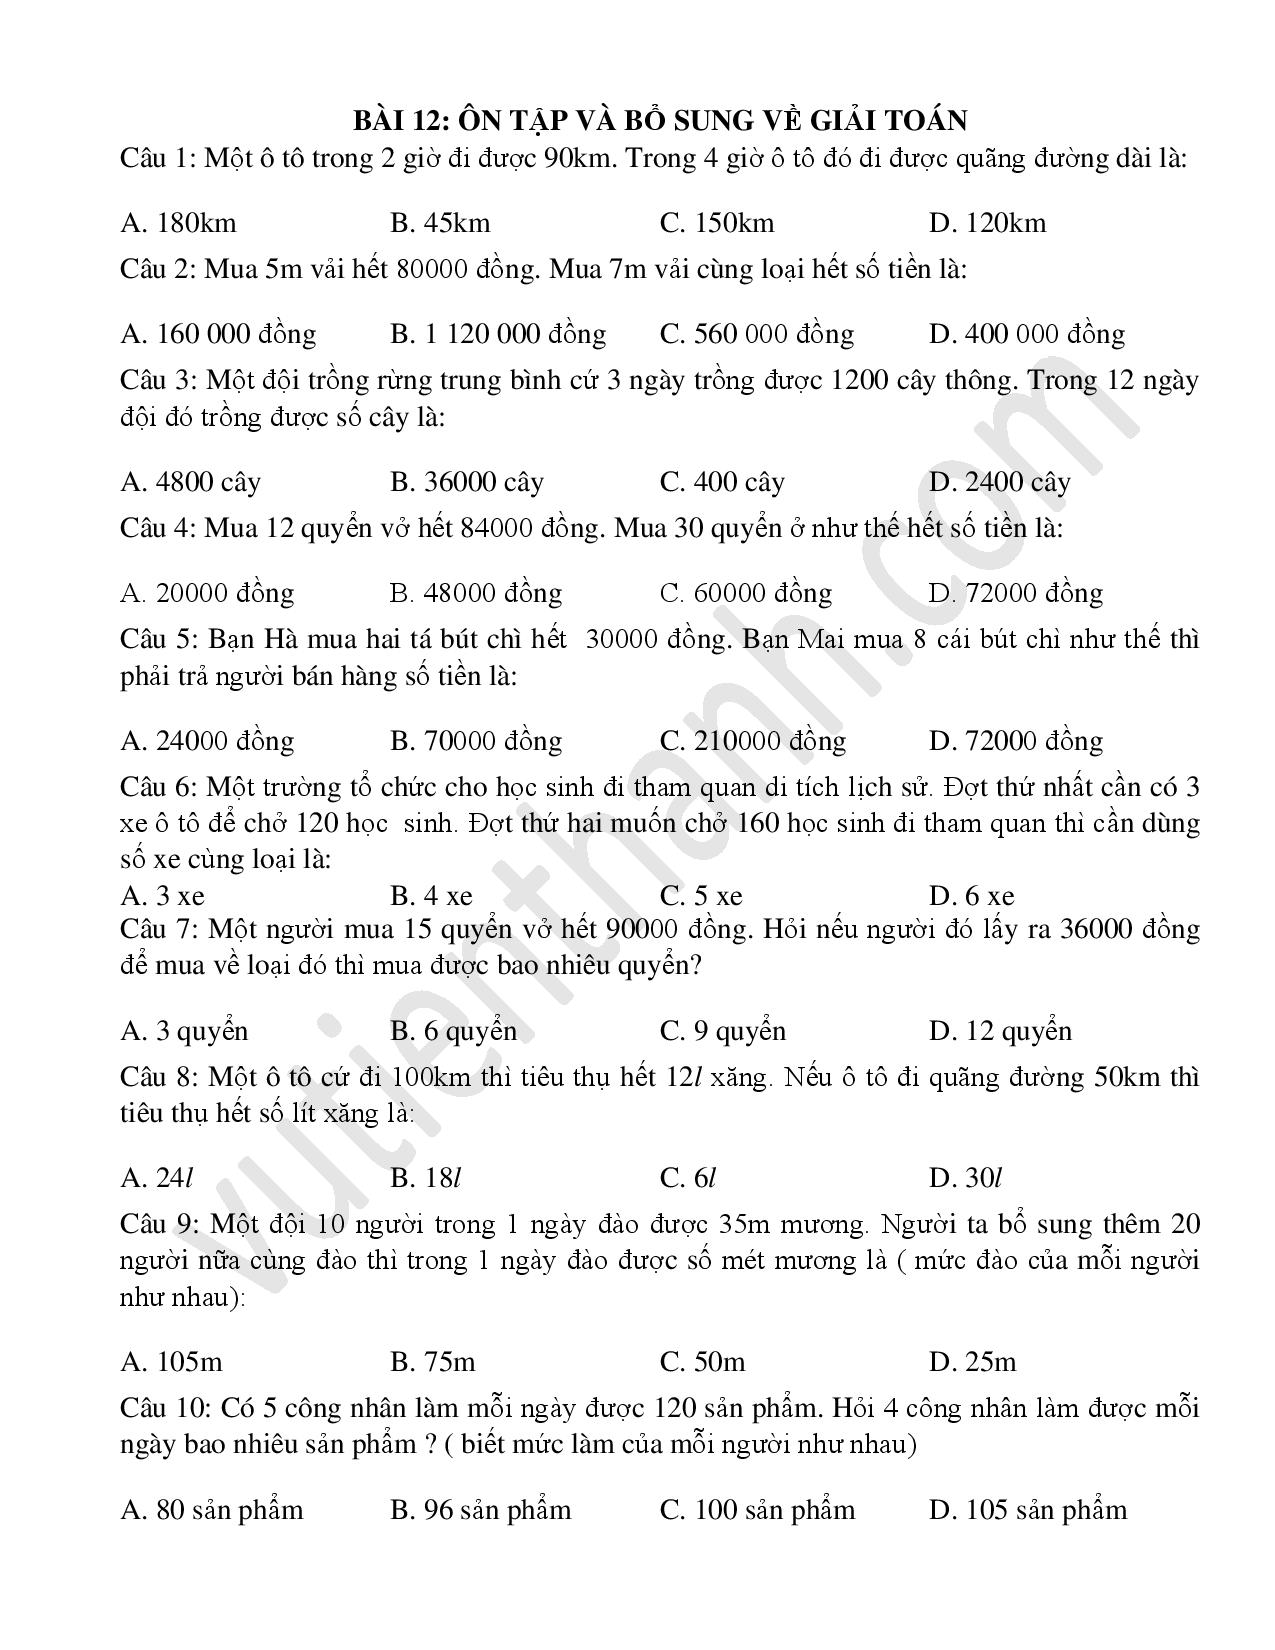 BÀI 12: ÔN TẬP VÀ BỔ SUNG VỀ GIẢI TOÁN
Câu 1: Một ô tô trong 2 giờ đi được 90km. Trong 4 giờ ô tô đó đi được quãng đường dài là:
A. 180km B. 45km C. 150km D. 120km
Câu 2: Mua 5m vải hết 80000 đồng. Mua 7m vải cùng loại hết số tiền là:
A. 160 000 đồng B. 1 120 000 đồng C. 560 000 đồng D. 400 000 đồng
Câu 3: Một đội trồng rừng trung bình cứ 3 ngày trồng được 1200 cây thông. Trong 12 ngày
đội đó trồng được số cây là:
A. 4800 cây B. 36000 cây C. 400 cây D. 2400 cây
Câu 4: Mua 12 quyển vở hết 84000 đồng. Mua 30 quyển ở như thế hết số tiền là:
A. 20000 đồng B. 48000 đồng C. 60000 đồng D. 72000 đồng
Câu 5: Bạn Hà mua hai tá bút chì hết 30000 đồng. Bạn Mai mua 8 cái bút chì như thế thì
phải trả người bán hàng số tiền là:
A. 24000 đồng B. 70000 đồng C. 210000 đồng D. 72000 đồng
Câu 6: Một trường tổ chức cho học sinh đi tham quan di tích lịch sử. Đợt thứ nhất cần có 3
xe ô tô để chở 120 học sinh. Đợt thứ hai muốn chở 160 học sinh đi tham quan thì cần dùng
số xe cùng loại là:
A. 3 xe B. 4 xe C. 5 xe D. 6 xe
Câu 7: Một người mua 15 quyển vở hết 90000 đồng. Hỏi nếu người đó lấy ra 36000 đồng
để mua về loại đó thì mua được bao nhiêu quyển?
A. 3 quyển B. 6 quyển C. 9 quyển D. 12 quyển
Câu 8: Một ô tô cứ đi 100km thì tiêu thụ hết 12l xăng. Nếu ô tô đi quãng đường 50km thì
tiêu thụ hết số lít xăng là:
A. 24l B. 18l C. 6l D. 30l
Câu 9: Một đội 10 người trong 1 ngày đào được 35m mương. Người ta bổ sung thêm 20
người nữa cùng đào thì trong 1 ngày đào được số mét mương là ( mức đào của mỗi người
như nhau):
A. 105m B. 75m C. 50m D. 25m
Câu 10: Có 5 công nhân làm mỗi ngày được 120 sản phẩm. Hỏi 4 công nhân làm được mỗi
ngày bao nhiêu sản phẩm ? ( biết mức làm của mỗi người như nhau)
A. 80 sản phẩm B. 96 sản phẩm C. 100 sản phẩm D. 105 sản phẩm
vutienthanh.com